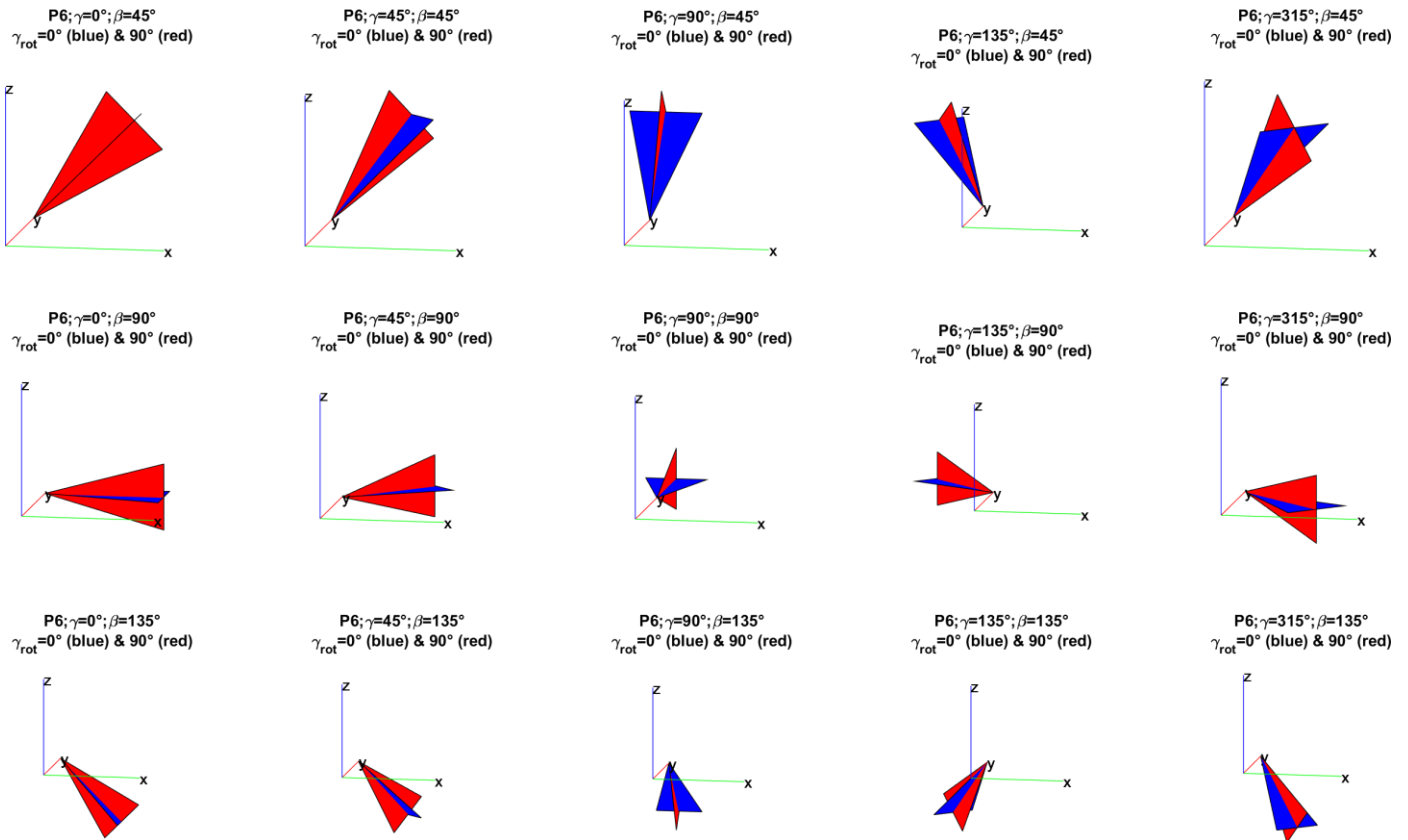 P6;γ=0°;β=45°
γrot=0° (blue) & 90° (red)
z
y
x
P6;γ=45°;β=45°
γrot=0° (blue) & 90° (red)
z
y
x
P6;γ=90°;β=45°
γrot=0° (blue) & 90° (red)
z
y
x
P6;γ=135°;β=45°
γrot=0° (blue) & 90° (red)
z
y
x
P6;γ=315°;β=45°
γrot=0° (blue) & 90° (red)
z
y
x
P6;γ=0°;β=90°
γrot=0° (blue) & 90° (red)
z
y
x
P6;γ=45°;β=90°
γrot=0° (blue) & 90° (red)
z
y
x
P6;γ=90°;β=90°
γrot=0° (blue) & 90° (red)
z
y
x
P6;γ=135°;β=90°
γrot=0° (blue) & 90° (red)
z
y
x
P6;γ=315°;β=90°
γrot=0° (blue) & 90° (red)
z
y
x
P6;γ=0°;β=135°
γrot=0° (blue) & 90° (red)
z
y
x
P6;γ=45°;β=135°
γrot=0° (blue) & 90° (red)
z
y
x
P6;γ=90°;β=135°
γrot=0° (blue) & 90° (red)
z
y
x
P6;γ=135°;β=135°
γrot=0° (blue) & 90° (red)
z
y
x
P6;γ=315°;β=135°
γrot=0° (blue) & 90° (red)
z
y
x